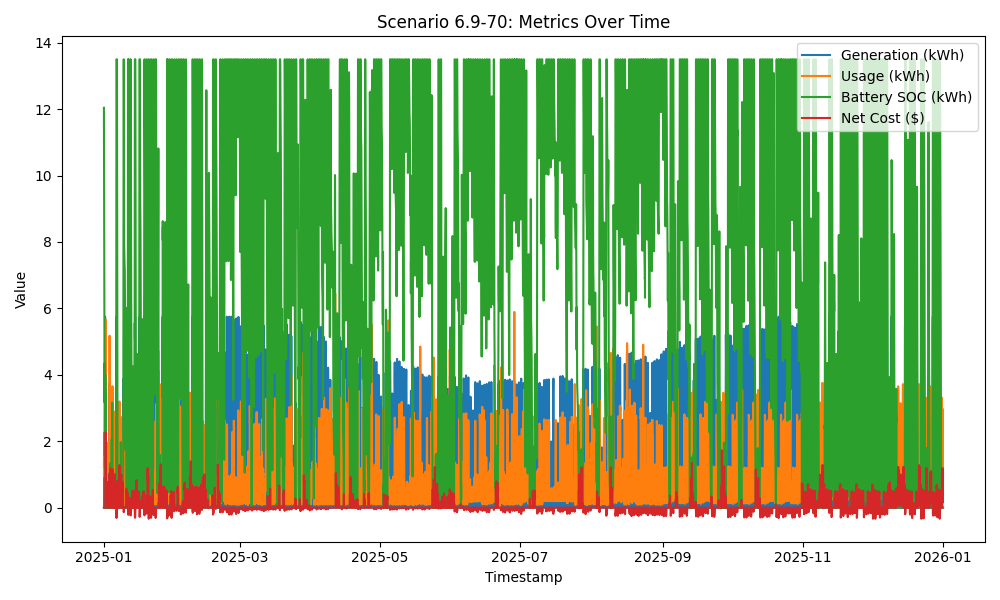 Scenario 6.9-70: Metrics Over Time
Generation (kWh)
Usage (kWh)
Battery SOC (kWh)
Net Cost ($)
Value
14
12
10
8
6
4
2
0
2025-01
2025-03
2025-05
2025-07
2025-09
2025-11
2026-01
Timestamp